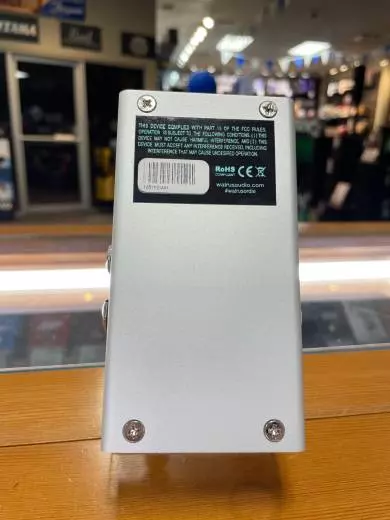 TAMA
THIS DEVICE COMPLIES WITH PART 15 OF THE FCC RULES.
OPERATION IS SUBJECT TO THE FOLLOWING CONDITIONS: (1) THIS
DEVICE MAY NOT CAUSE HARMFUL INTERFERENCE, AND (2) THIS
DEVICE MUST ACCEPT ANY INTERFERENCE RECEIVED, INCLUDING
INTERFERENCE THAT MAY CAUSE UNDESIRED OPERATION.
RoHS
COMPLIANT
CE
walrusaudio.com
#walrusaudio